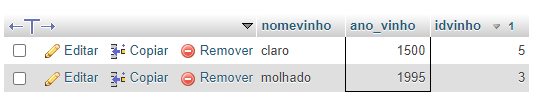 nomevinho ano_vinho idvinho 1
Editar Copiar Remover claro 1500 5
Editar Copiar Remover molhado 1995 3